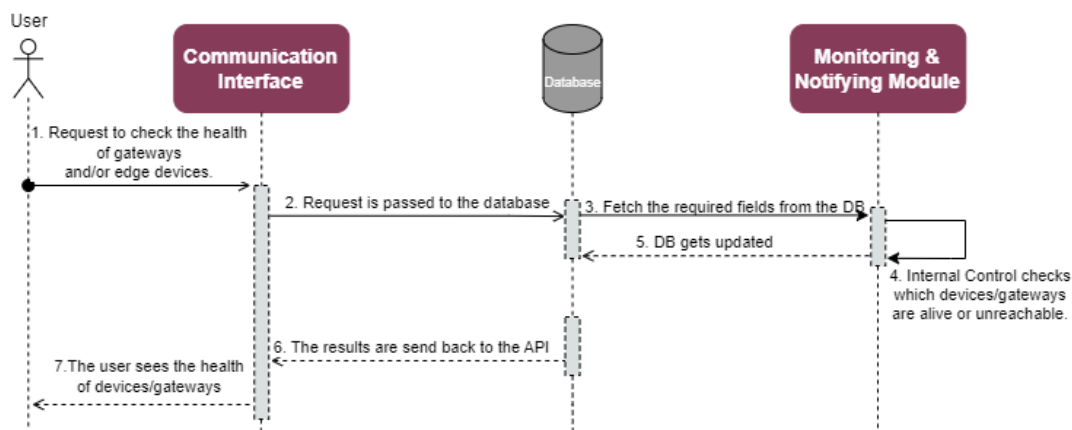 User
Communication
Interface
Database
Monitoring &
Notifying Module
1. Request to check the health
of gateways
and/or edge devices.
2. Request is passed to the database
3. Fetch the required fields from the DB
5. DB gets updated
4. Internal Control checks
which devices/gateways
are alive or unreachable.
6. The results are send back to the API
7.The user sees the health
of devices/gateways